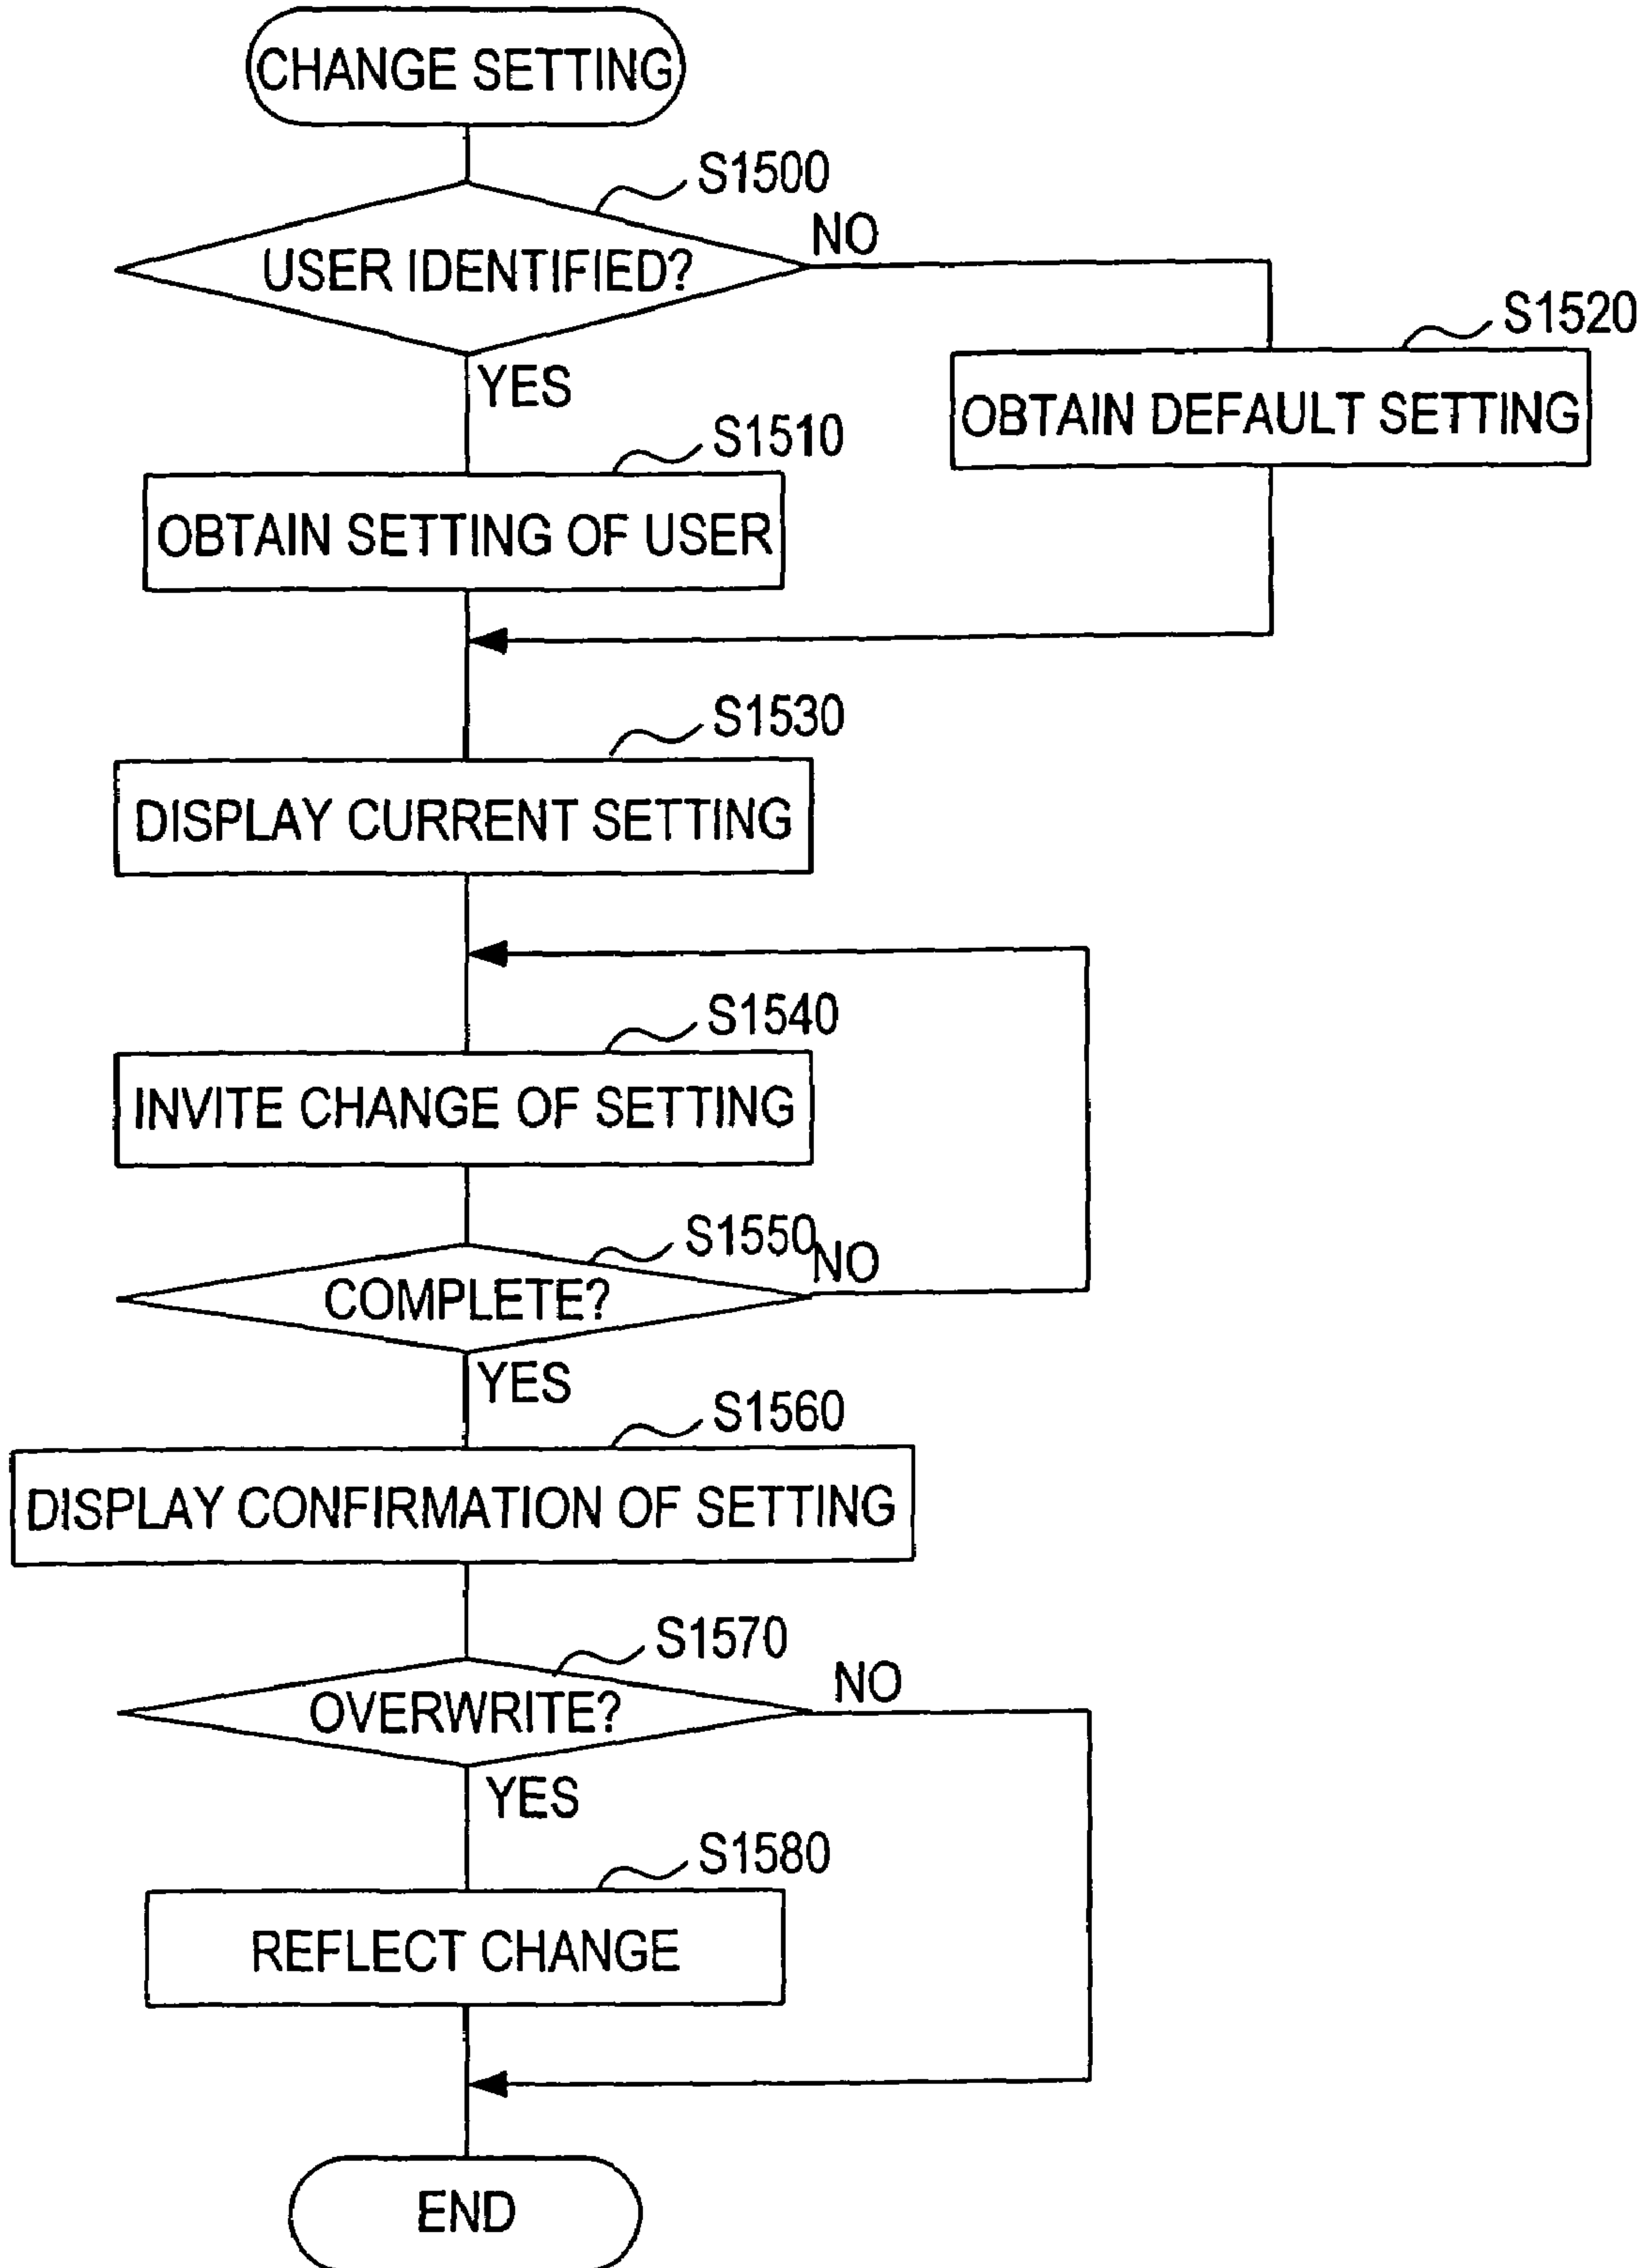 CHANGE SETTING
S1500
USER IDENTIFIED?
NO
S1520
YES
OBTAIN DEFAULT SETTING
S1510
OBTAIN SETTING OF USER
S1530
DISPLAY CURRENT SETTING
S1540
INVITE CHANGE OF SETTING
S1550
NO
COMPLETE?
YES
S1560
DISPLAY CONFIRMATION OF SETTING
S1570
NO
OVERWRITE?
YES
S1580
REFLECT CHANGE
END